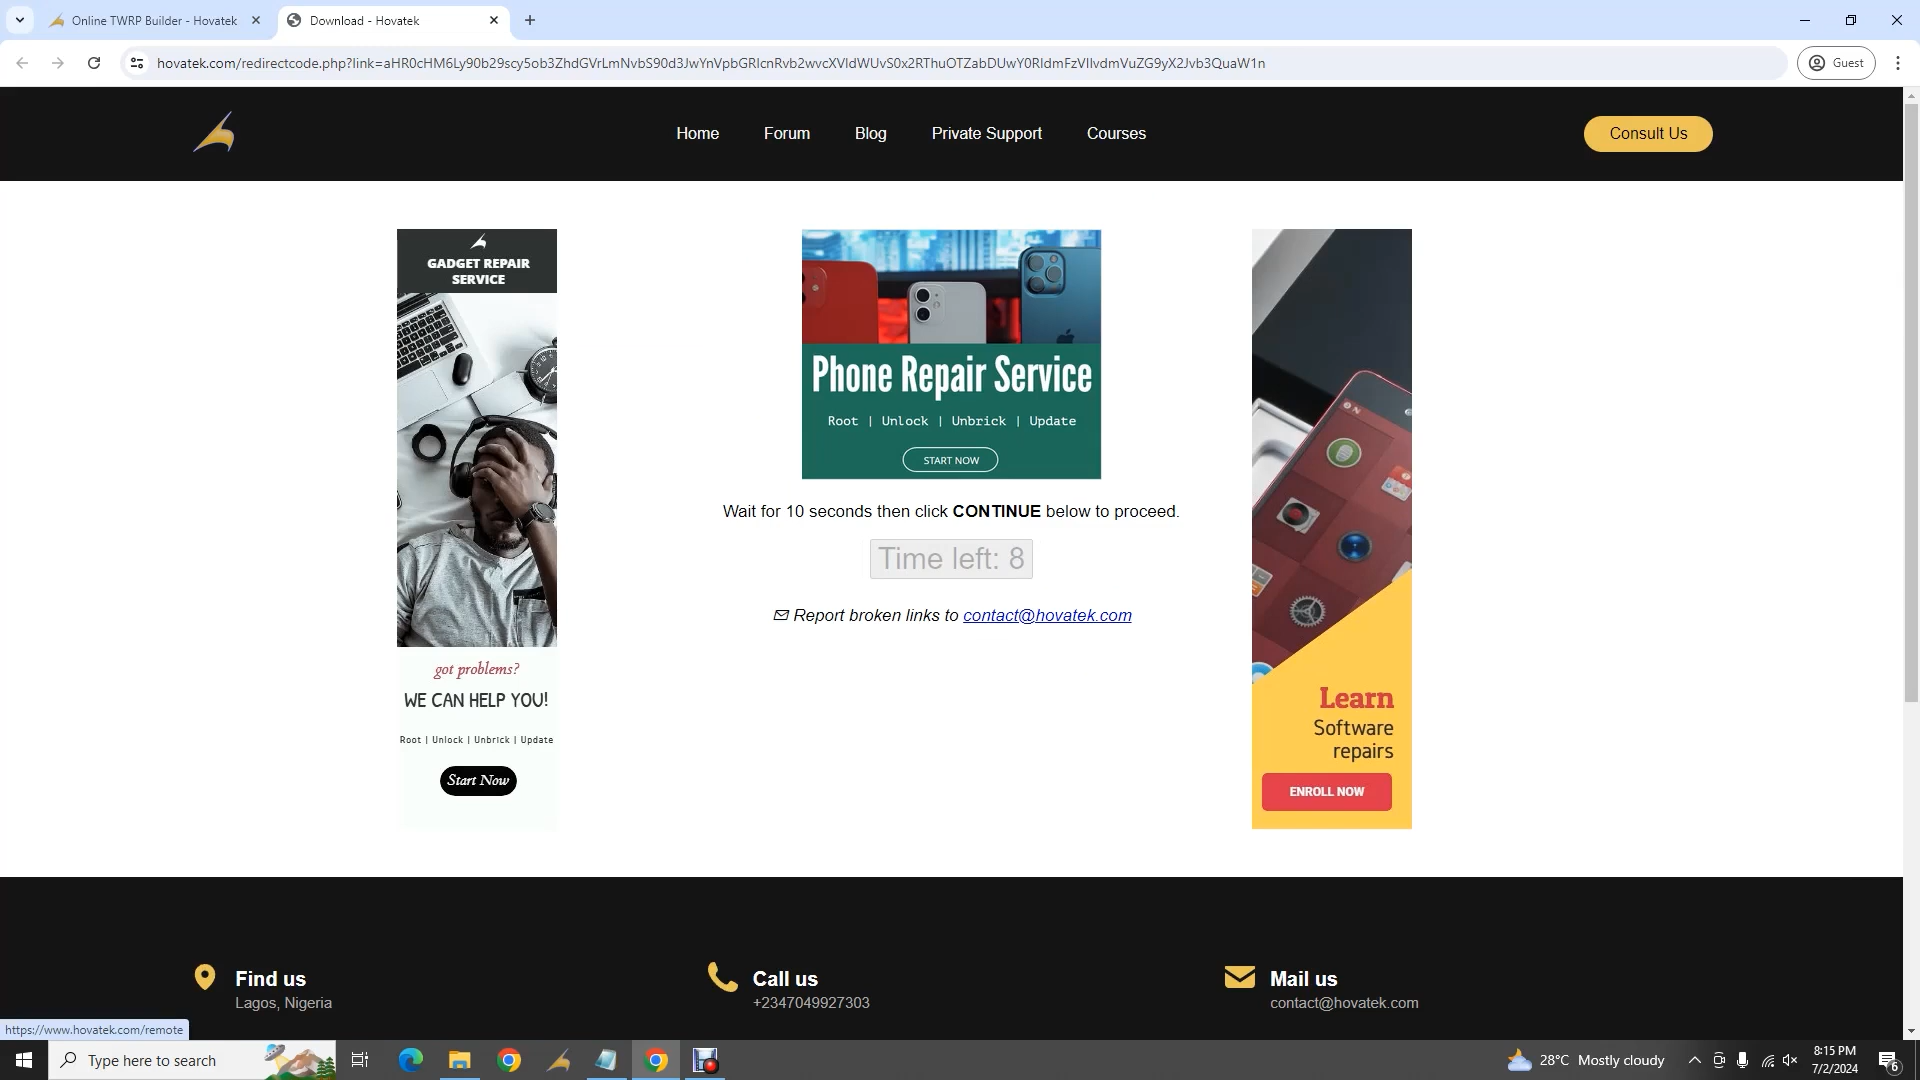 Online TWRP Builder - Hovatek
Download - Hovatek
hovatek.com/redirectcode.php?link=aHR0cHM6Ly90b29scy5ob3ZhdGVrLmNvbS90d3JwYnVpbGRlcnRvb2wvcXVldWUvS0x2RThuOTZabDUwY0RIdmFzVllvdmVuZG9yX2Jvb3QuaW1n
Guest
Home
Forum
Blog
Private Support
Courses
Consult Us
GADGET REPAIR
SERVICE
got problems?
WE CAN HELP YOU!
Root | Unlock | Unbrick | Update
Start Now
Phone Repair Service
Root | Unlock | Unbrick | Update
START NOW
Wait for 10 seconds then click CONTINUE below to proceed.
Time left: 8
Report broken links to contact@hovatek.com
Learn
Software
repairs
ENROLL NOW
Find us
Lagos, Nigeria
Call us
+2347049927303
Mail us
contact@hovatek.com
https://www.hovatek.com/remote
Type here to search
28°C Mostly cloudy
8:15 PM
7/2/2024
6